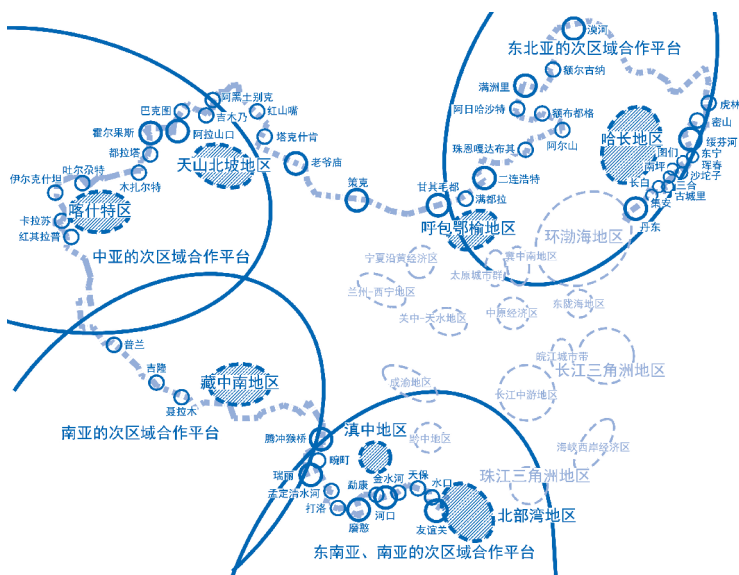 漠河
东北亚的次区域合作平台
额尔古纳
满洲里
阿日哈沙特
额布都格
阿尔山
珠恩嘎达布其
二连浩特
满都拉
甘其毛都
呼包鄂榆地区
哈长地区
虎林
密山
绥芬河
东宁
珲春
图们
南坪
沙坨子
三合
古城里
长白
集安
丹东
阿黑土别克
巴克图
吉木乃
红山嘴
霍尔果斯
阿拉山口
塔克什肯
都拉塔
天山北坡地区
老爷庙
吐尔尕特
木扎尔特
伊尔克什坦
喀什特区
卡拉苏
红其拉普
策克
中亚的次区域合作平台
环渤海地区
宁夏沿黄经济区
冀中南地区
太原城市群
兰州-西宁地区
关中-天水地区
中原经济区
东陇海地区
皖江城市带
长江三角洲地区
成渝地区
长江中游地区
黔中地区
海峡西岸经济区
珠江三角洲地区
普兰
吉隆
聂拉木
藏中南地区
南亚的次区域合作平台
腾冲猴桥
畹町
瑞丽
孟定清水河
打洛
滇中地区
勐康
金水河
天保
水口
磨憨
河口
友谊关
北部湾地区
东南亚、南亚的次区域合作平台